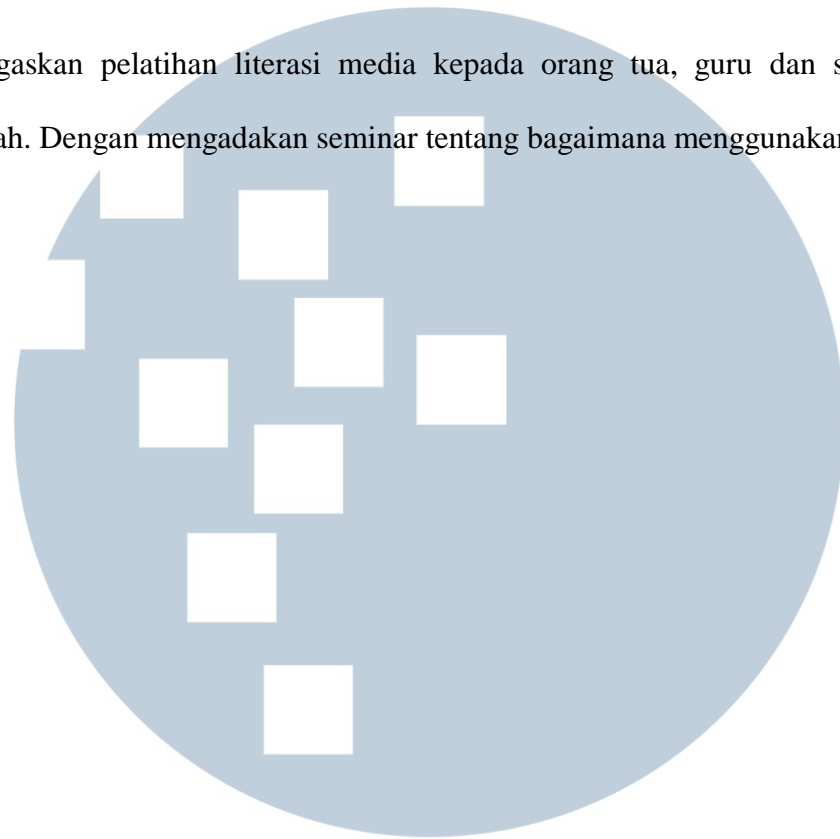 gaskan pelatihan literasi media kepada orang tua, guru dan s
ah. Dengan mengadakan seminar tentang bagaimana menggunakan